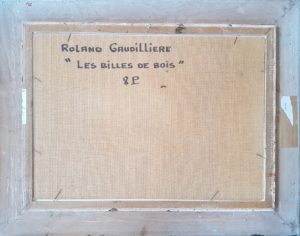 Roland Gaudilliere
"Les billes de bois"
8P